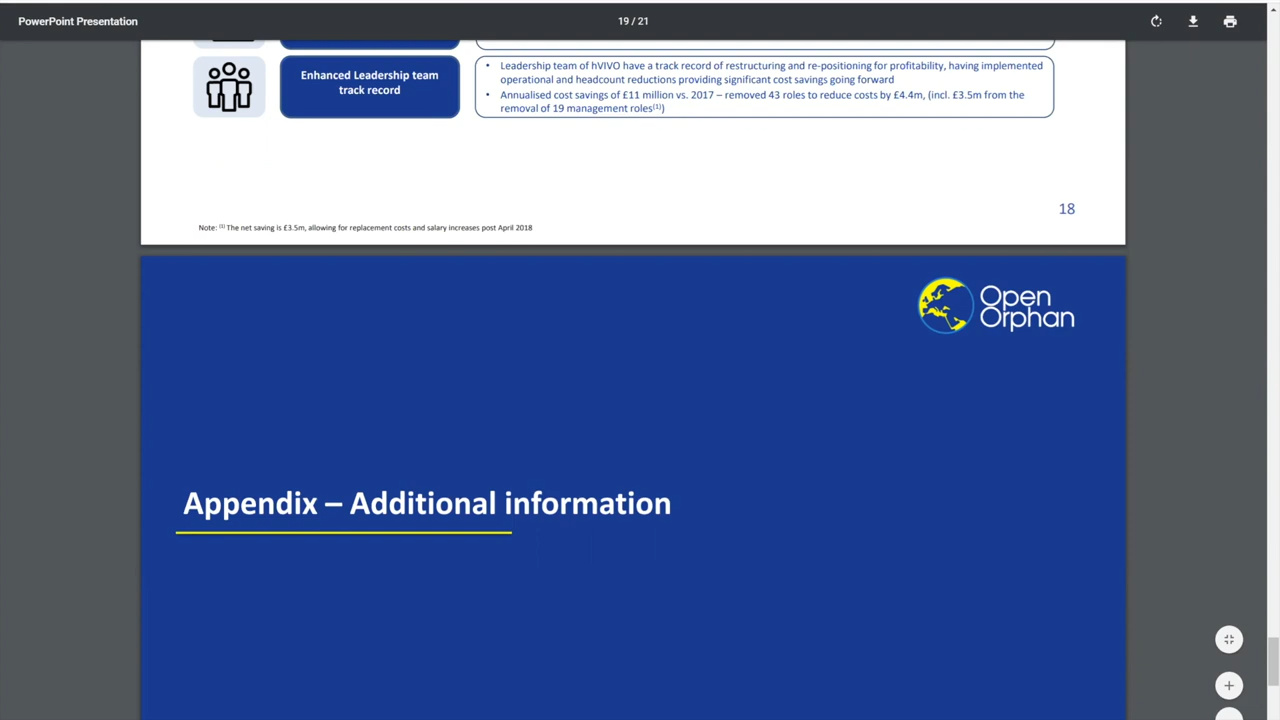 PowerPoint Presentation
19 / 21
Enhanced Leadership team
track record
• Leadership team of hVIVO have a track record of restructuring and re-positioning for profitability, having implemented
operational and headcount reductions providing significant cost savings going forward
• Annualised cost savings of £11 million vs. 2017 – removed 43 roles to reduce costs by £4.4m, (incl. £3.5m from the
removal of 19 management roles(1))
18
Note: (1) The net saving is £3.5m, allowing for replacement costs and salary increases post April 2018
Open
Orphan
Appendix – Additional information